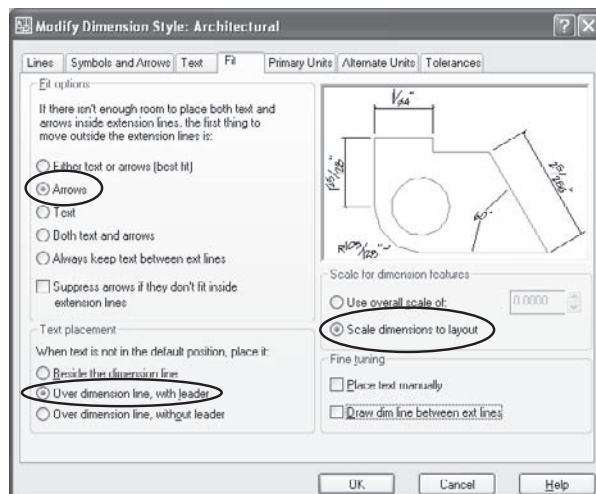 Modify Dimension Style: Architectural
Lines Symbols and Arrows Text Fit Primary Units Alternate Units Tolerances
Fit options
If there isn't enough room to place both text and
arrows inside extension lines, the first thing to
move outside the extension lines is:
Either text or arrows (best fit)
Arrows
Text
Both text and arrows
Always keep text between ext lines
Suppress arrows if they don't fit inside
extension lines
Text placement
When text is not in the default position, place it:
Beside the dimension line
Over dimension line, with leader
Over dimension line, without leader
1/64"
60°
Scale for dimension features
Use overall scale of: 0.0000
Scale dimensions to layout
Fine tuning
Place text manually
Draw dim line between ext lines
OK Cancel Help